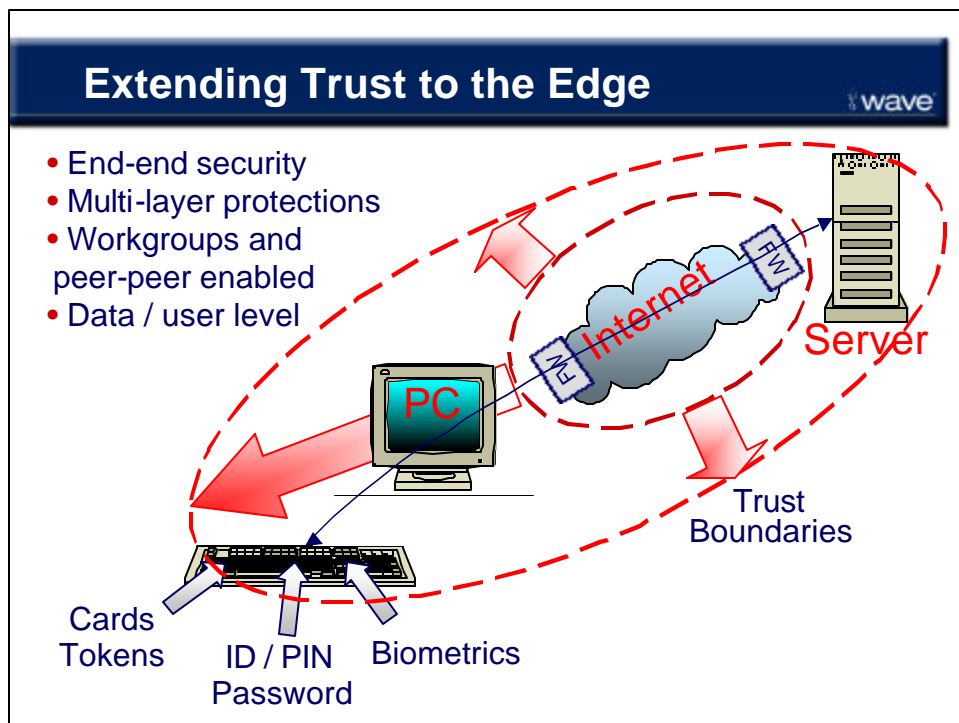 Extending Trust to the Edge
wave
• End-end security
• Multi-layer protections
• Workgroups and
peer-peer enabled
• Data / user level
FW
Internet
FW
Server
PC
Trust
Boundaries
Cards
Tokens
ID / PIN
Password
Biometrics